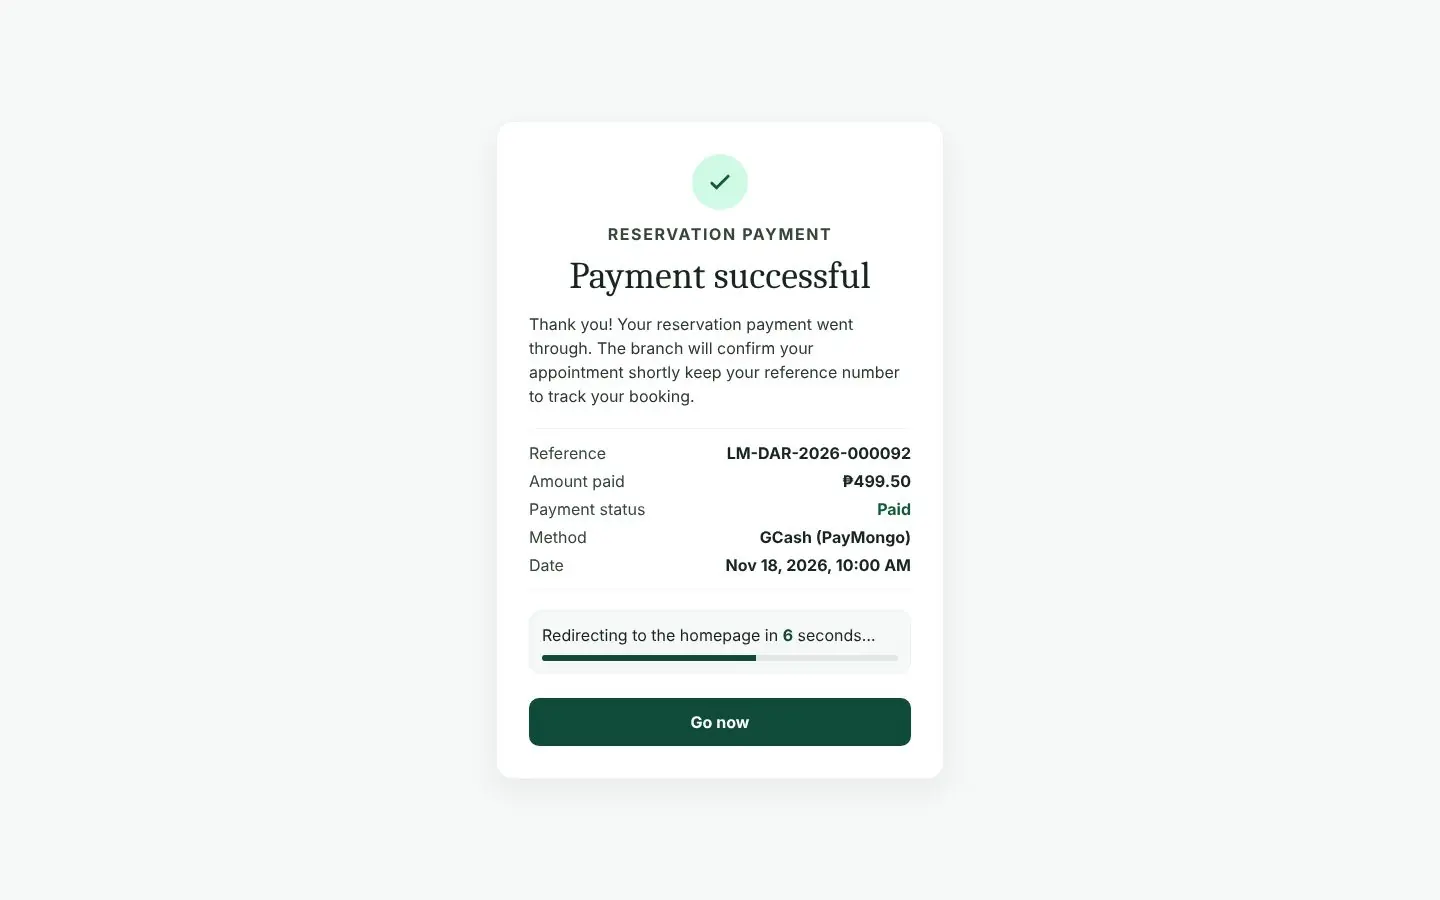 RESERVATION PAYMENT
Payment successful
Thank you! Your reservation payment went
through. The branch will confirm your
appointment shortly keep your reference number
to track your booking.
Reference LM-DAR-2026-000092
Amount paid ₱499.50
Payment status Paid
Method GCash (PayMongo)
Date Nov 18, 2026, 10:00 AM
Redirecting to the homepage in 6 seconds...
Go now